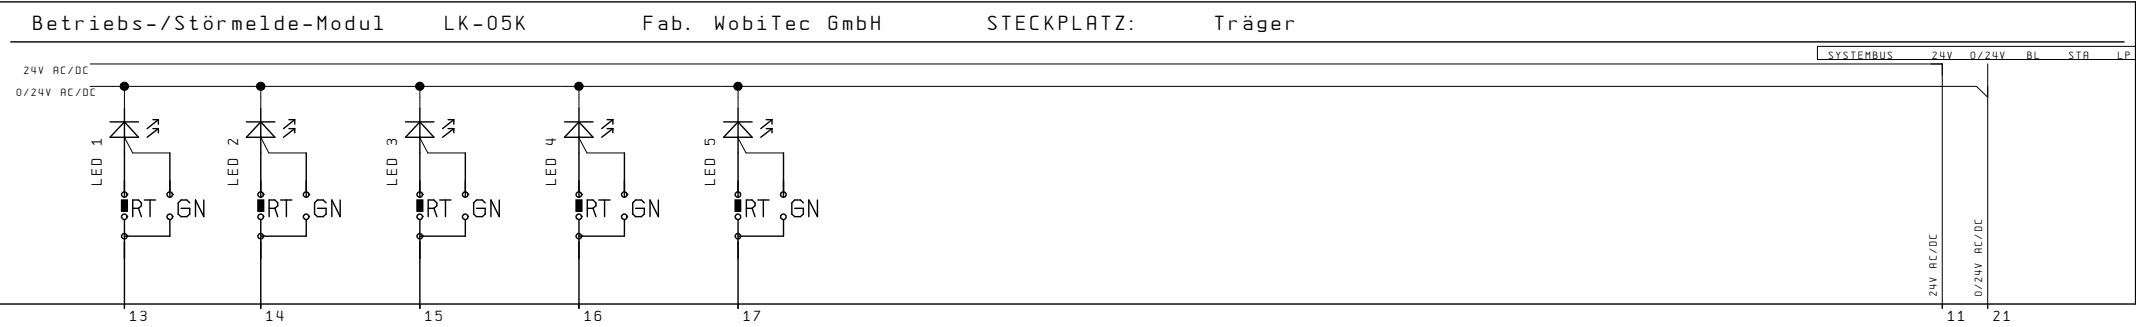 Betriebs-/Störmelde-Modul LK-05K Fab. WobiTec GmbH STECKPLATZ: Träger
SYSTEMBUS 24V 0/24V BL STA LP
24V AC/DC
0/24V AC/DC
LED 1
LED 2
LED 3
LED 4
LED 5
RT GN RT GN RT GN RT GN RT GN
24V AC/DC
0/24V AC/DC
13 14 15 16 17 11 21